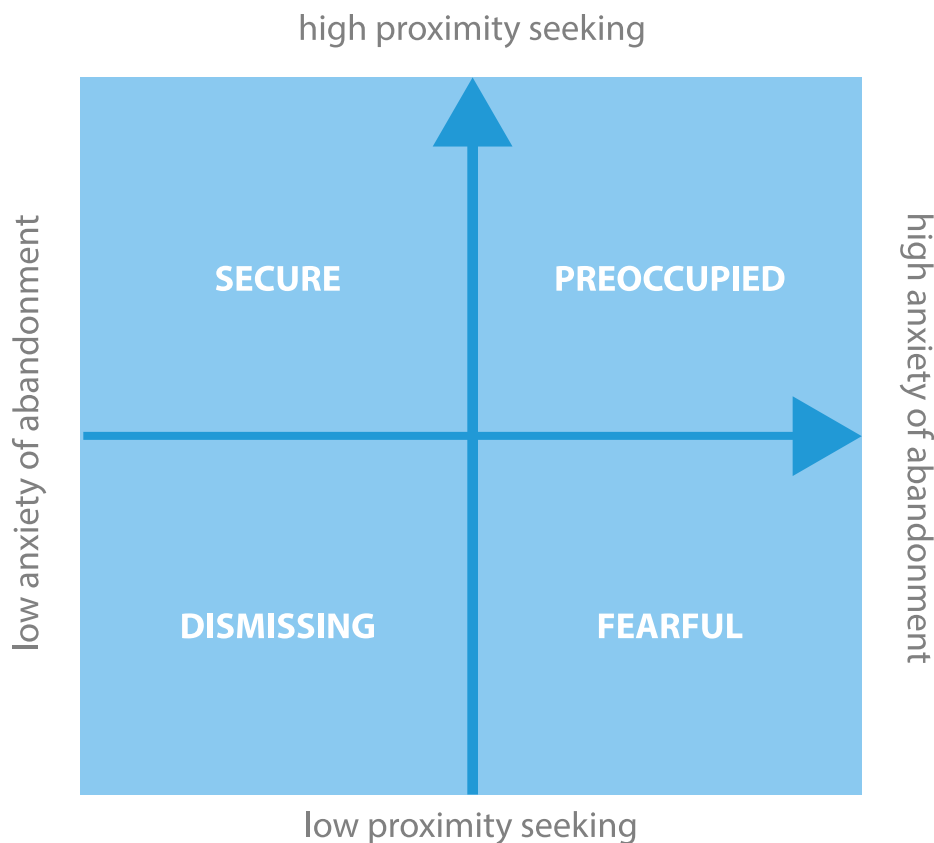 high proximity seeking
low anxiety of abandonment
high anxiety of abandonment
SECURE
PREOCCUPIED
DISMISSING
FEARFUL
low proximity seeking